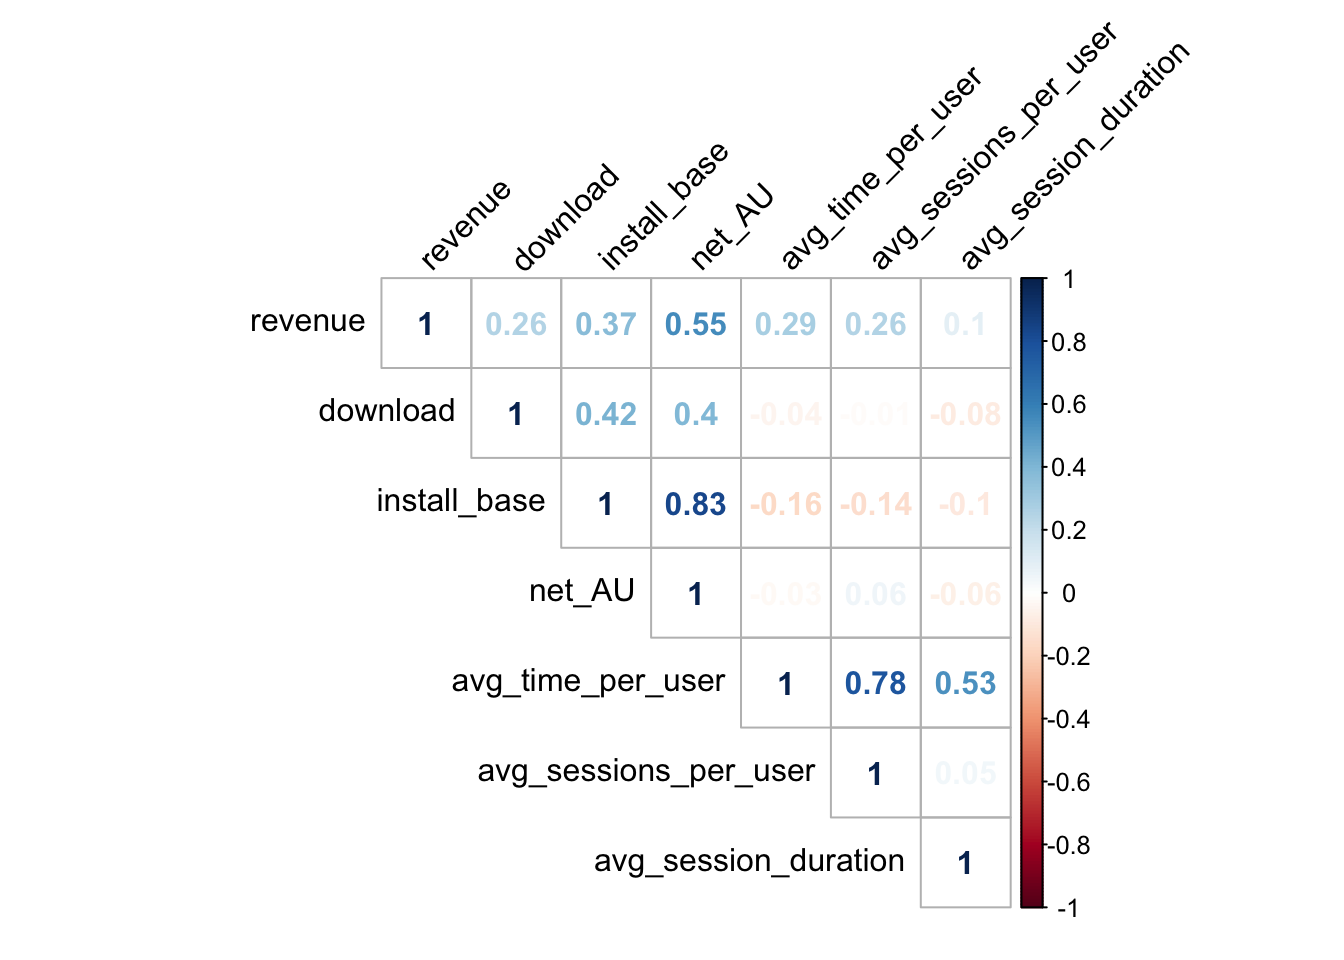 revenue download install_base net_AU avg_time_per_user avg_sessions_per_user avg_session_duration
revenue 1 0.26 0.37 0.55 0.29 0.26 0.1
download 1 0.42 0.4 -0.04 -0.01 -0.08
install_base 1 0.83 -0.16 -0.14 -0.1
net_AU 1 -0.03 0.06 -0.06
avg_time_per_user 1 0.78 0.53
avg_sessions_per_user 1 0.05
avg_session_duration 1
1
0.8
0.6
0.4
0.2
0
-0.2
-0.4
-0.6
-0.8
-1